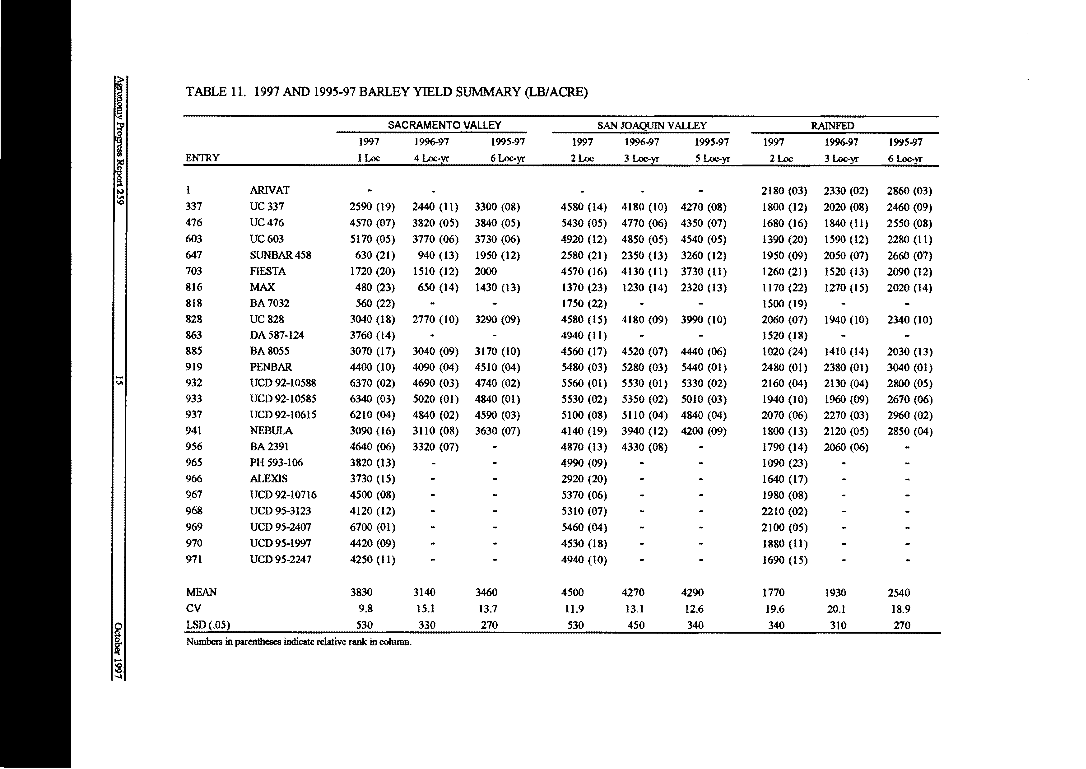 TABLE 11. 1997 AND 1995-97 BARLEY YIELD SUMMARY (LB/ACRE)
SACRAMENTO VALLEY SAN JOAQUIN VALLEY RAINFED
1997 1996-97 1995-97 1997 1996-97 1995-97 1997 1996-97 1995-97
ENTRY 1 Loc 4 Loc-yr 6 Loc-yr 2 Loc 3 Loc-yr 5 Loc-yr 2 Loc 3 Loc-yr 6 Loc-yr
1 ARIVAT - - - - - 2180 (03) 2330 (02) 2860 (03)
337 UC 337 2590 (19) 2440 (11) 3300 (08) 4580 (14) 4180 (10) 4270 (08) 1800 (12) 2020 (08) 2460 (09)
476 UC 476 4570 (07) 3820 (05) 3840 (05) 5430 (05) 4770 (06) 4350 (07) 1680 (16) 1840 (11) 2550 (08)
603 UC 603 5170 (05) 3770 (06) 3730 (06) 4920 (12) 4850 (05) 4540 (05) 1390 (20) 1590 (12) 2280 (11)
647 SUNBAR 458 630 (21) 940 (13) 1950 (12) 2580 (21) 2350 (13) 3260 (12) 1950 (09) 2050 (07) 2660 (07)
703 FIESTA 1720 (20) 1510 (12) 2000 4570 (16) 4130 (11) 3730 (11) 1260 (21) 1520 (13) 2090 (12)
816 MAX 480 (23) 650 (14) 1430 (13) 1370 (23) 1230 (14) 2320 (13) 1170 (22) 1270 (15) 2020 (14)
818 BA 7032 560 (22) - - 1750 (22) - - 1500 (19) - -
828 UC 828 3040 (18) 2770 (10) 3290 (09) 4580 (15) 4180 (09) 3990 (10) 2060 (07) 1940 (10) 2340 (10)
863 DA 587-124 3760 (14) - - 4940 (11) - - 1520 (18) - -
885 BA 8055 3070 (17) 3040 (09) 3170 (10) 4560 (17) 4520 (07) 4440 (06) 1020 (24) 1410 (14) 2030 (13)
919 PENBAR 4400 (10) 4090 (04) 4510 (04) 5480 (03) 5280 (03) 5440 (01) 2480 (01) 2380 (01) 3040 (01)
932 UCD 92-10588 6370 (02) 4690 (03) 4740 (02) 5560 (01) 5530 (01) 5330 (02) 2160 (04) 2130 (04) 2800 (05)
933 UCD 92-10585 6340 (03) 5020 (01) 4840 (01) 5530 (02) 5350 (02) 5010 (03) 1940 (10) 1960 (09) 2670 (06)
937 UCD 92-10615 6210 (04) 4840 (02) 4590 (03) 5100 (08) 5110 (04) 4840 (04) 2070 (06) 2270 (03) 2960 (02)
941 NEBULA 3090 (16) 3110 (08) 3630 (07) 4140 (19) 3940 (12) 4200 (09) 1800 (13) 2120 (05) 2850 (04)
956 BA 2391 4640 (06) 3320 (07) - 4870 (13) 4330 (08) - 1790 (14) 2060 (06) -
965 PH 593-106 3820 (13) - - 4990 (09) - - 1090 (23) - -
966 ALEXIS 3730 (15) - - 2920 (20) - - 1640 (17) - -
967 UCD 92-10716 4500 (08) - - 5370 (06) - - 1980 (08) - -
968 UCD 95-3123 4120 (12) - - 5310 (07) - - 2210 (02) - -
969 UCD 95-2407 6700 (01) - - 5460 (04) - - 2100 (05) - -
970 UCD 95-1997 4420 (09) - - 4530 (18) - - 1880 (11) - -
971 UCD 95-2247 4250 (11) - - 4940 (10) - - 1690 (15) - -
MEAN 3830 3140 3460 4500 4270 4290 1770 1930 2540
CV 9.8 15.1 13.7 11.9 13.1 12.6 19.6 20.1 18.9
LSD (.05) 530 330 270 530 450 340 340 310 270
Numbers in parentheses indicate relative rank in column.
Agronomy Progress Report 259 15 October 1997